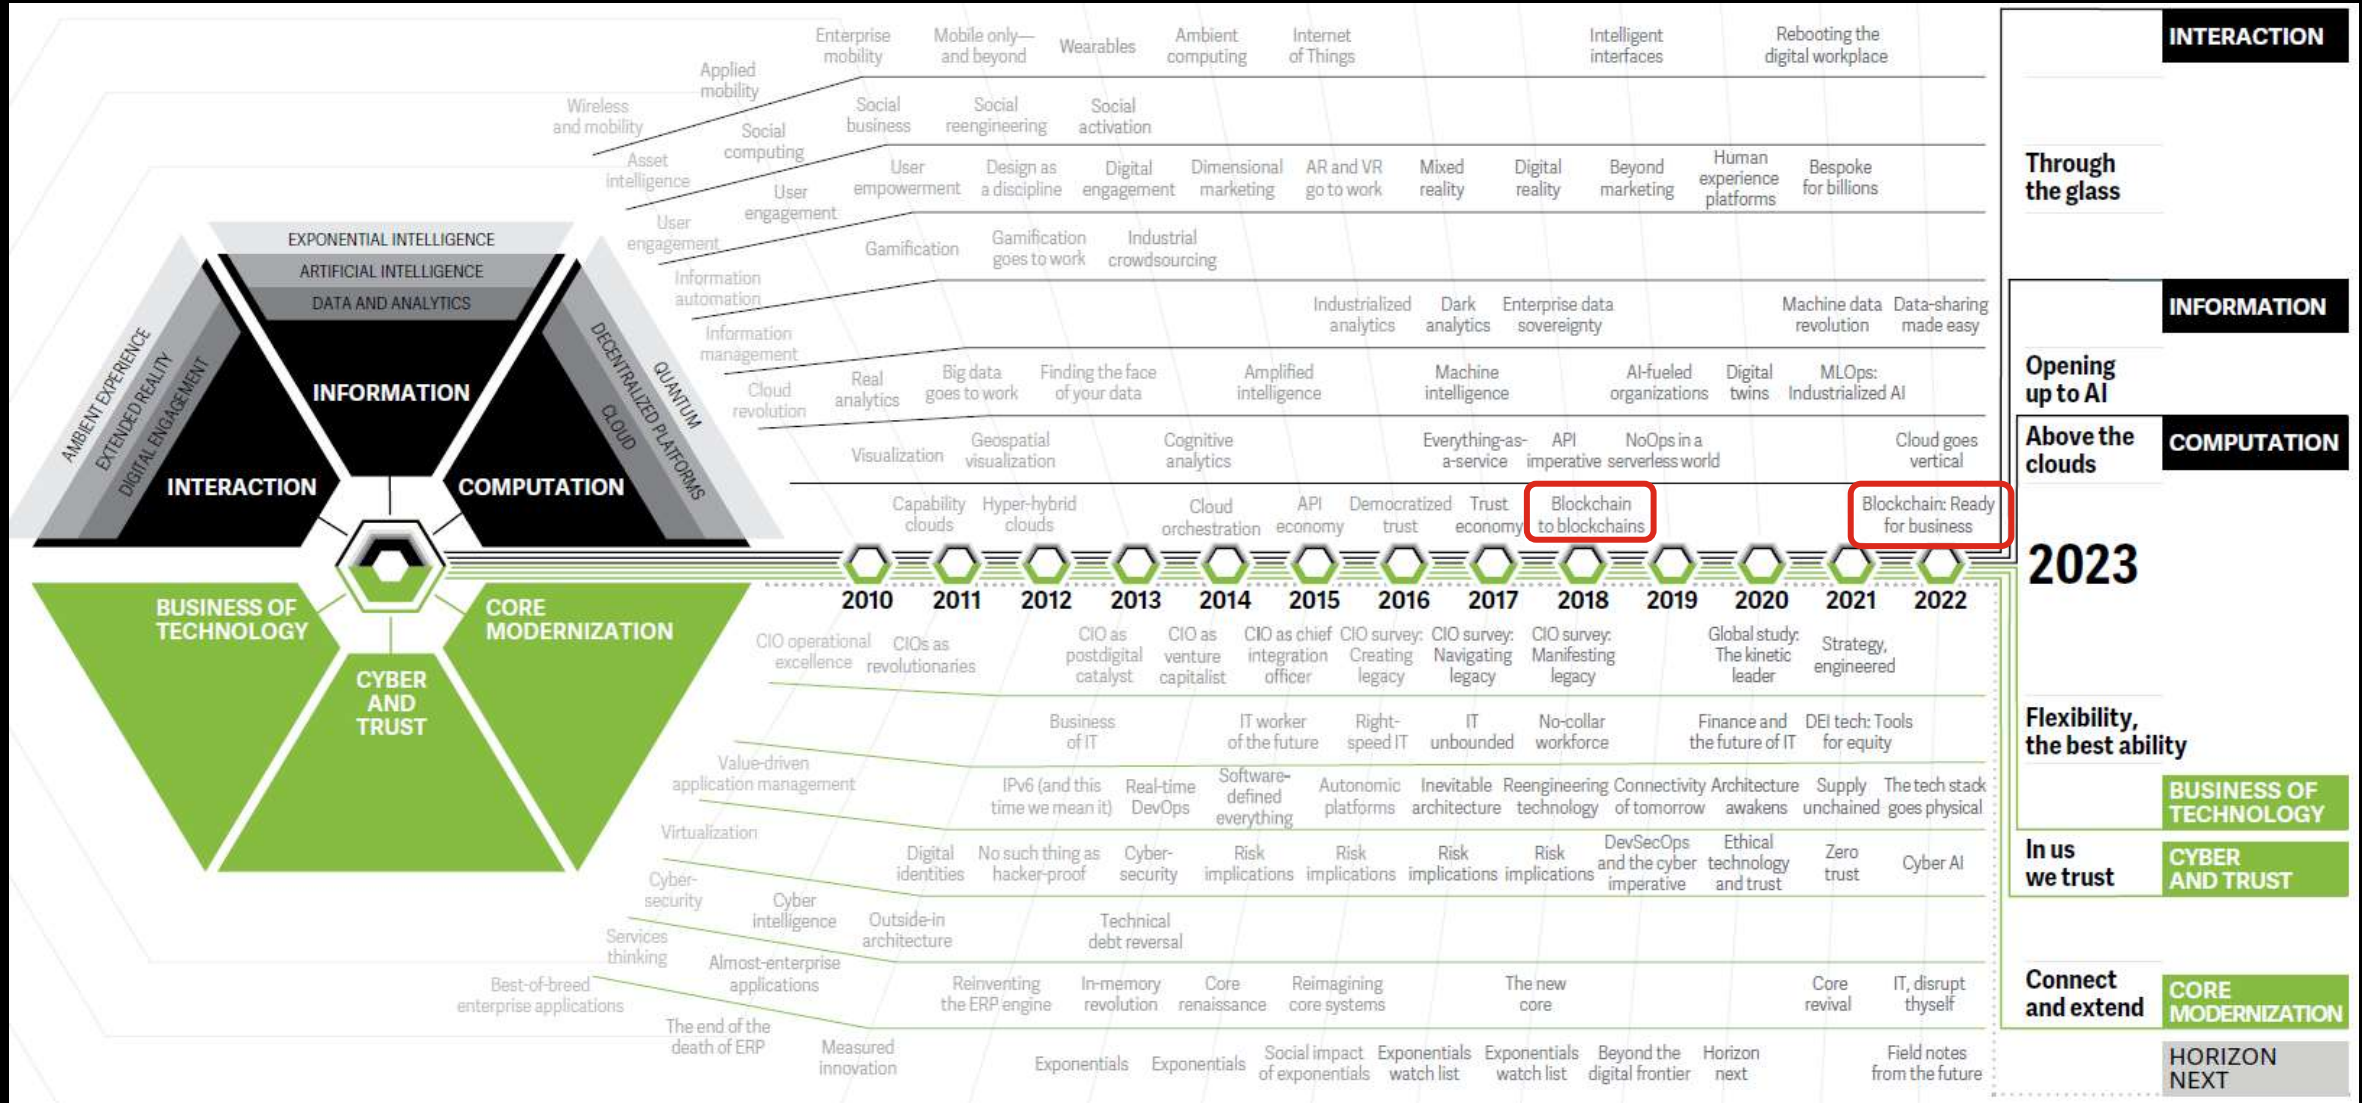 Enterprise
mobility
Mobile only—
and beyond
Wearables
Ambient
computing
Internet
of Things
Intelligent
interfaces
Rebooting the
digital workplace
INTERACTION
Applied
mobility
Wireless
and mobility
Social
business
Social
reengineering
Social
activation
Social
computing
Asset
intelligence
User
empowerment
Design as
a discipline
Digital
engagement
Dimensional
marketing
AR and VR
go to work
Mixed
reality
Digital
reality
Beyond
marketing
Human
experience
platforms
Bespoke
for billions
Through
the glass
User
engagement
User
engagement
Gamification
Gamification
goes to work
Industrial
crowdsourcing
Information
automation
Industrialized
analytics
Dark
analytics
Enterprise data
sovereignty
Machine data
revolution
Data-sharing
made easy
INFORMATION
Information
management
Cloud
revolution
Real
analytics
Big data
goes to work
Finding the face
of your data
Amplified
intelligence
Machine
intelligence
AI-fueled
organizations
Digital
twins
MLOps:
Industrialized AI
Opening
up to AI
Visualization
Geospatial
visualization
Cognitive
analytics
Everything-as-
a-service
API
imperative
NoOps in a
serverless world
Cloud goes
vertical
Above the
clouds
COMPUTATION
Capability
clouds
Hyper-hybrid
clouds
Cloud
orchestration
API
economy
Democratized
trust
Trust
economy
Blockchain
to blockchains
Blockchain: Ready
for business
EXPONENTIAL INTELLIGENCE
ARTIFICIAL INTELLIGENCE
DATA AND ANALYTICS
INFORMATION
AMBIENT EXPERIENCE
EXTENDED REALITY
DIGITAL ENGAGEMENT
INTERACTION
QUANTUM
DECENTRALIZED PLATFORMS
CLOUD
COMPUTATION
BUSINESS OF
TECHNOLOGY
CYBER
AND
TRUST
CORE
MODERNIZATION
2010 2011 2012 2013 2014 2015 2016 2017 2018 2019 2020 2021 2022
2023
CIO operational
excellence
CIOs as
revolutionaries
CIO as
postdigital
catalyst
CIO as
venture
capitalist
CIO as chief
integration
officer
CIO survey:
Creating
legacy
CIO survey:
Navigating
legacy
CIO survey:
Manifesting
legacy
Global study:
The kinetic
leader
Strategy,
engineered
Business
of IT
IT worker
of the future
Right-
speed IT
IT
unbounded
No-collar
workforce
Finance and
the future of IT
DEI tech: Tools
for equity
Flexibility,
the best ability
Value-driven
application management
IPv6 (and this
time we mean it)
Real-time
DevOps
Software-
defined
everything
Autonomic
platforms
Inevitable
architecture
Reengineering
technology
Connectivity
of tomorrow
Architecture
awakens
Supply
unchained
The tech stack
goes physical
BUSINESS OF
TECHNOLOGY
Virtualization
Digital
identities
No such thing as
hacker-proof
Cyber-
security
Risk
implications
Risk
implications
Risk
implications
Risk
implications
DevSecOps
and the cyber
imperative
Ethical
technology
and trust
Zero
trust
Cyber AI
In us
we trust
CYBER
AND TRUST
Cyber-
security
Cyber
intelligence
Outside-in
architecture
Technical
debt reversal
Services
thinking
Almost-enterprise
applications
Best-of-breed
enterprise applications
Reinventing
the ERP engine
In-memory
revolution
Core
renaissance
Reimagining
core systems
The new
core
Core
revival
IT, disrupt
thyself
Connect
and extend
CORE
MODERNIZATION
The end of the
death of ERP
Measured
innovation
Exponentials
Exponentials
Social impact
of exponentials
Exponentials
watch list
Exponentials
watch list
Beyond the
digital frontier
Horizon
next
Field notes
from the future
HORIZON
NEXT